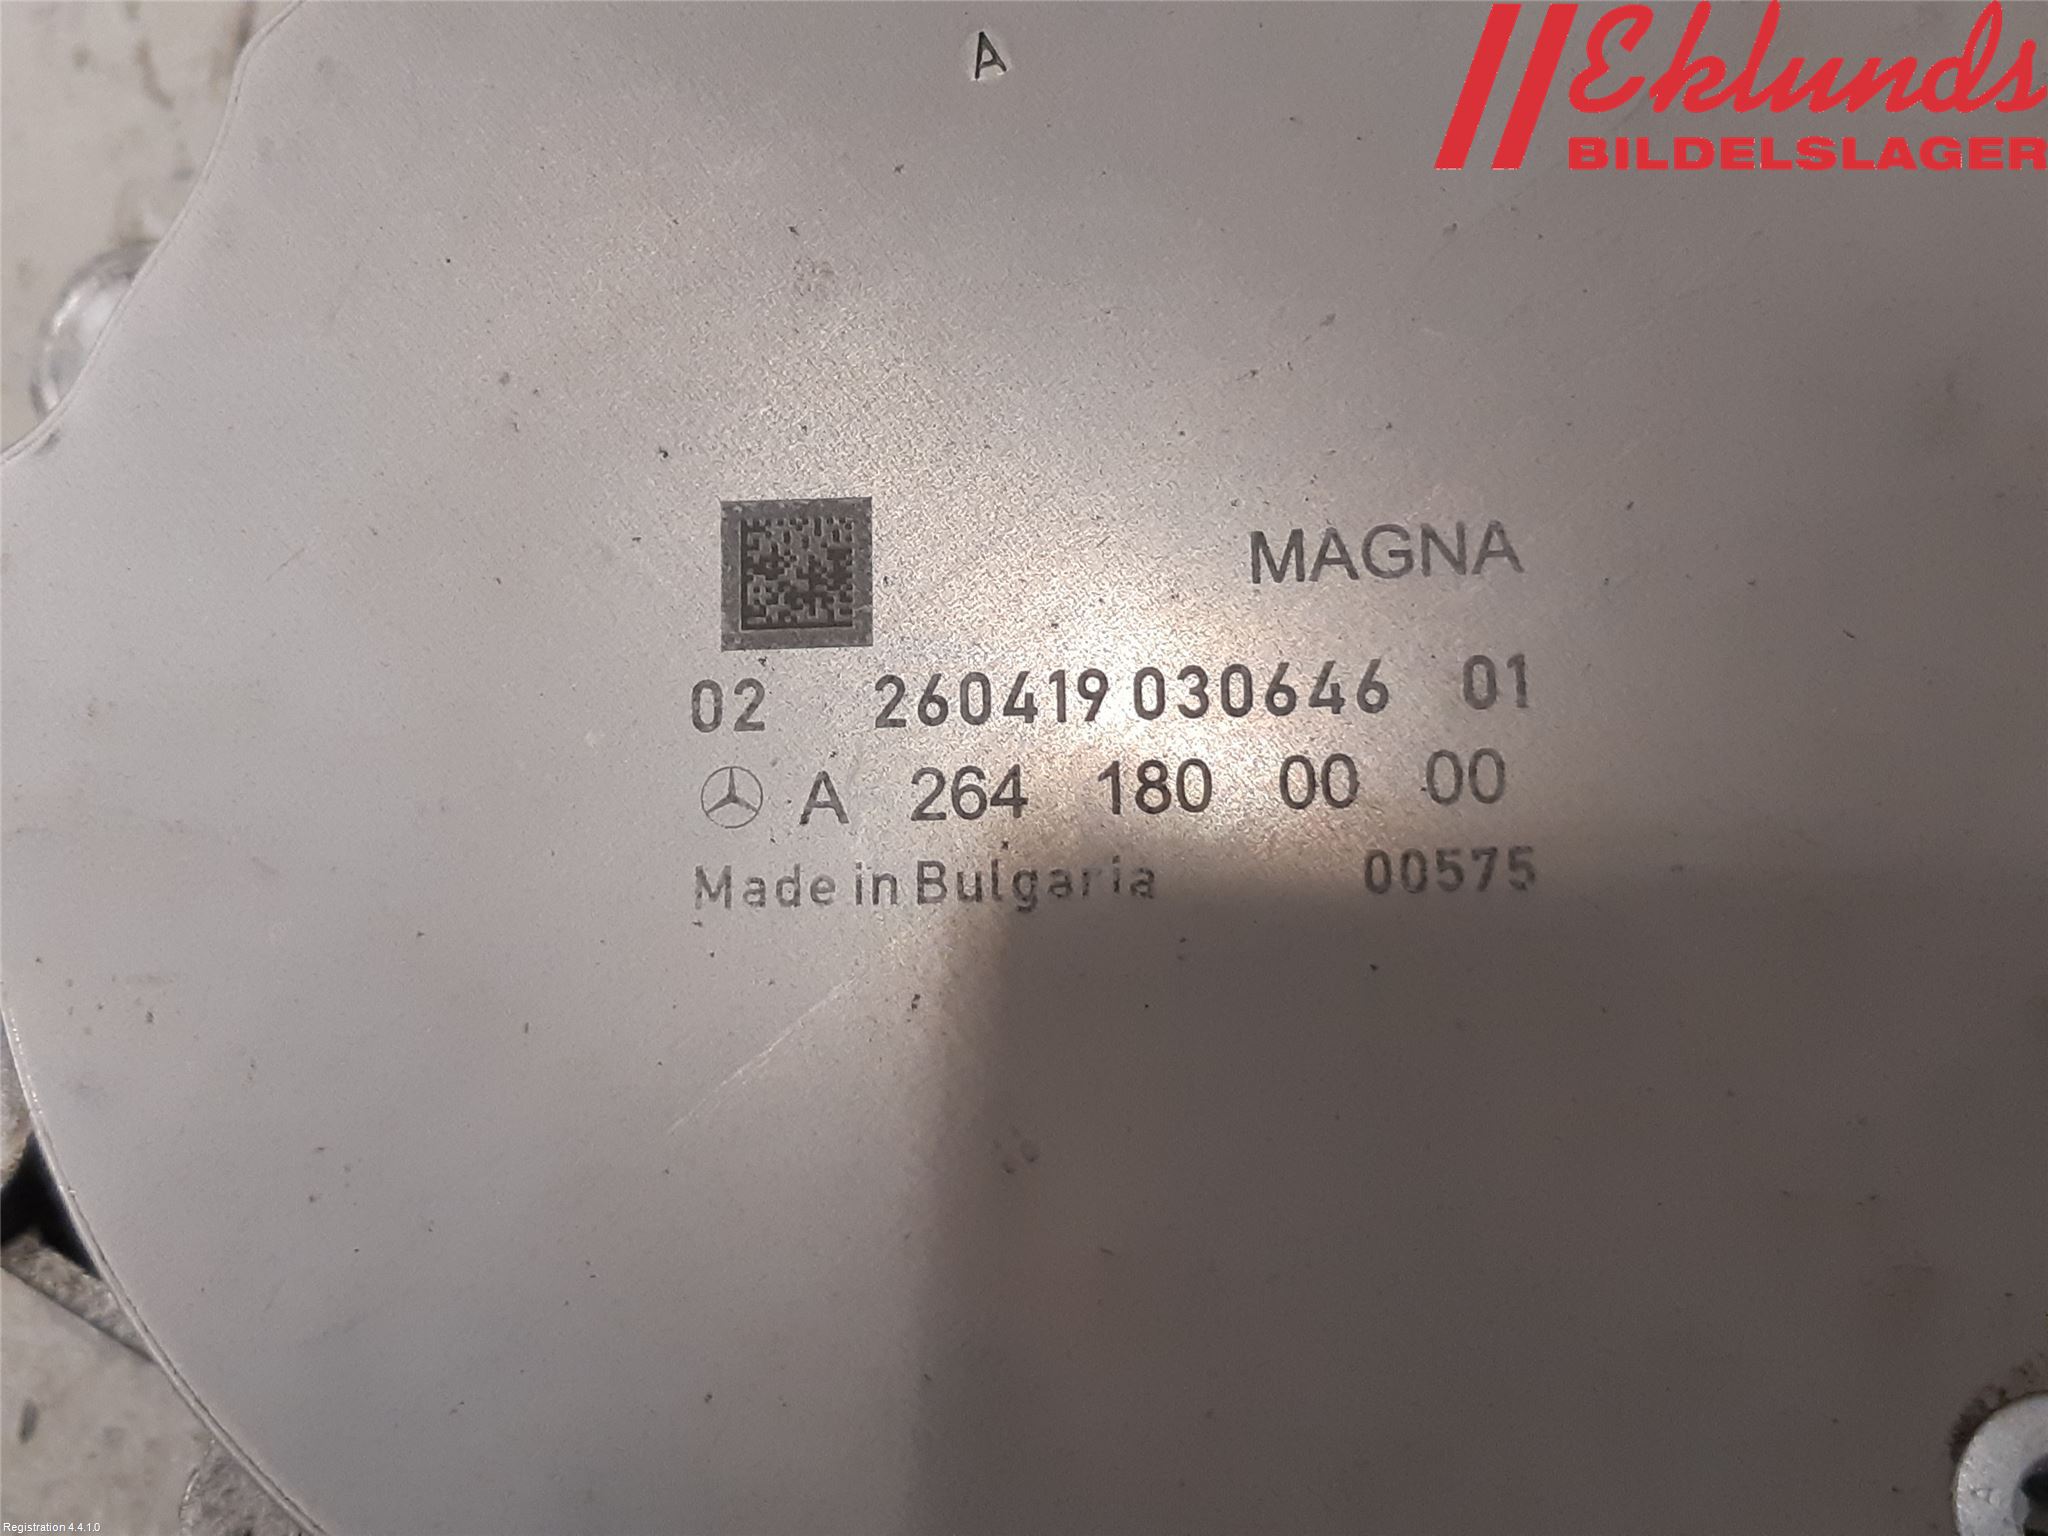 A
Eklunds
BILDELSLAGER
MAGNA
02 260419 030646 01
A 264 180 00 00
Made in Bulgaria 00575
Registration 4.4.1.0